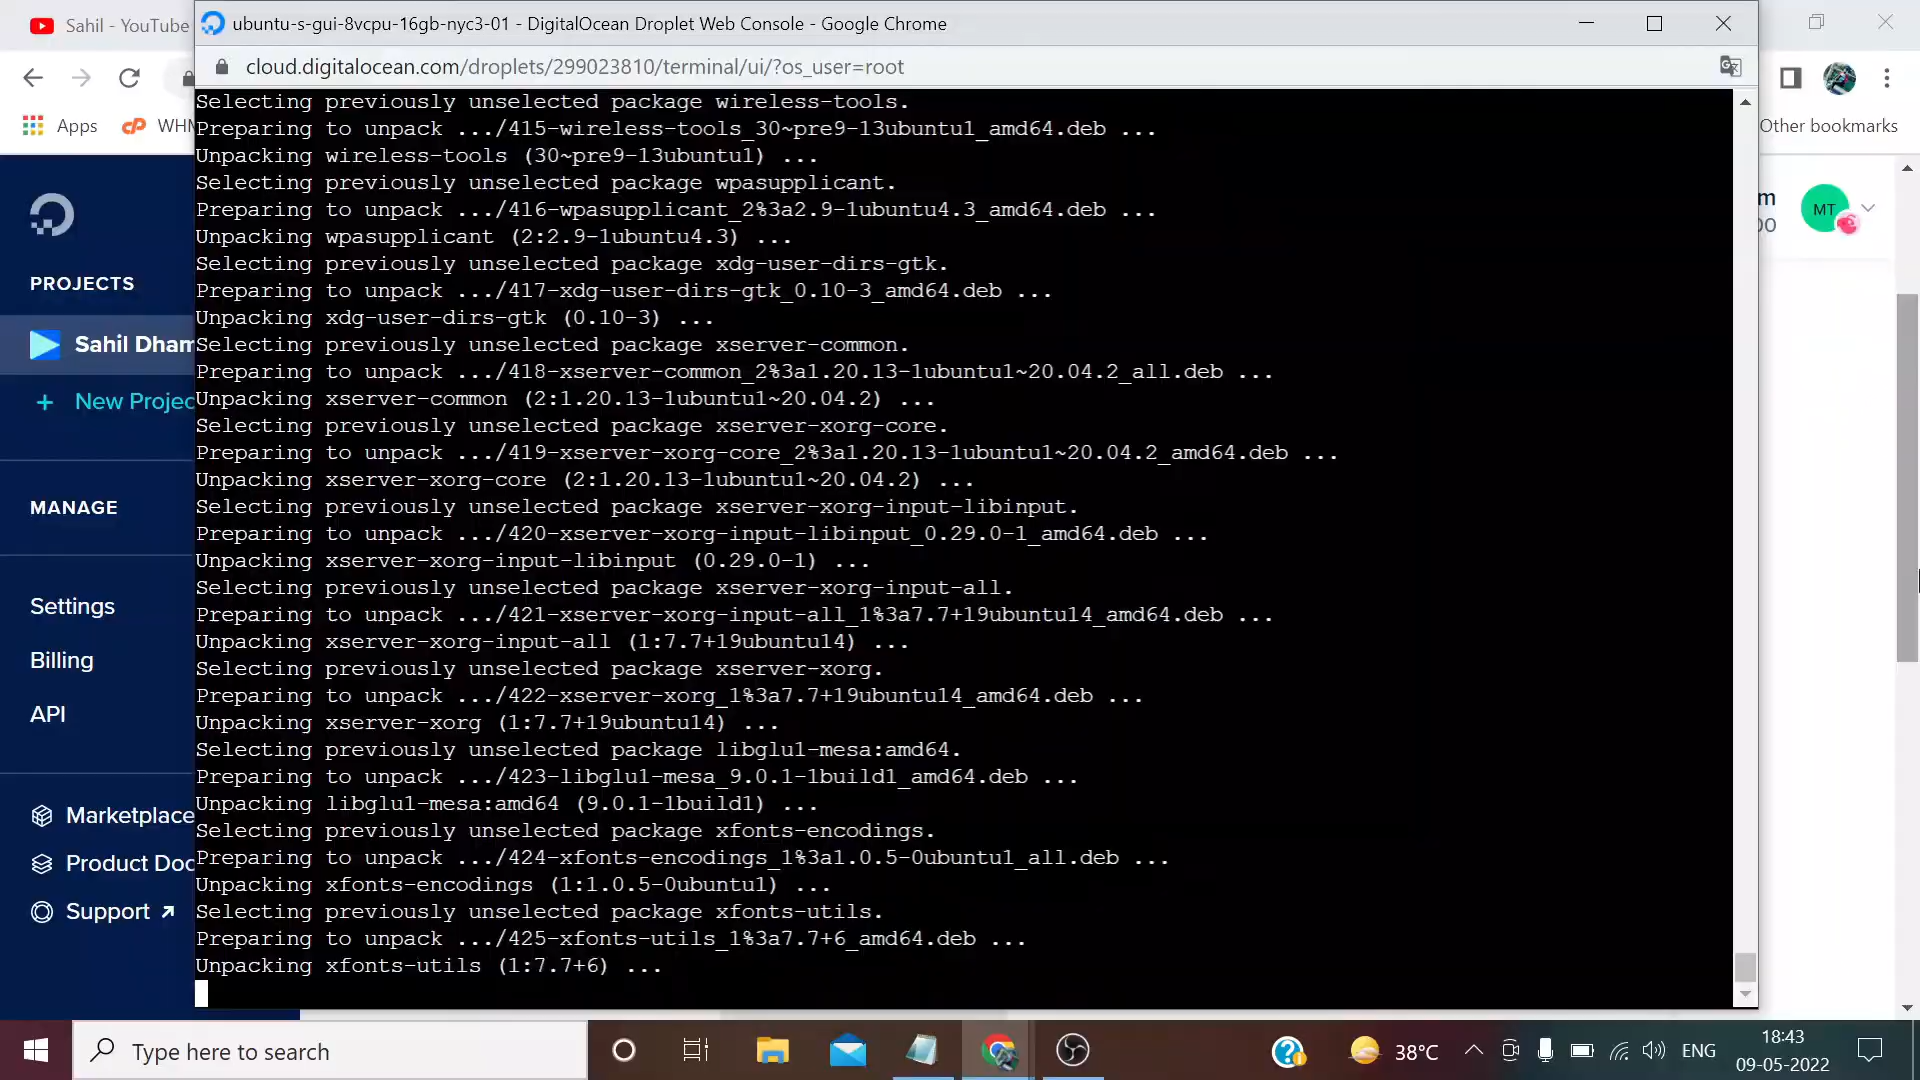 Sahil - YouTube
ubuntu-s-gui-8vcpu-16gb-nyc3-01 - DigitalOcean Droplet Web Console - Google Chrome
cloud.digitalocean.com/droplets/299023810/terminal/ui/?os_user=root
Apps
WHM
Other bookmarks
PROJECTS
Sahil Dham
+ New Projec
MANAGE
Settings
Billing
API
Marketplace
Product Doc
Support
Selecting previously unselected package wireless-tools.
Preparing to unpack .../415-wireless-tools_30~pre9-13ubuntu1_amd64.deb ...
Unpacking wireless-tools (30~pre9-13ubuntu1) ...
Selecting previously unselected package wpasupplicant.
Preparing to unpack .../416-wpasupplicant_2%3a2.9-1ubuntu4.3_amd64.deb ...
Unpacking wpasupplicant (2:2.9-1ubuntu4.3) ...
Selecting previously unselected package xdg-user-dirs-gtk.
Preparing to unpack .../417-xdg-user-dirs-gtk_0.10-3_amd64.deb ...
Unpacking xdg-user-dirs-gtk (0.10-3) ...
Selecting previously unselected package xserver-common.
Preparing to unpack .../418-xserver-common_2%3a1.20.13-1ubuntu1~20.04.2_all.deb ...
Unpacking xserver-common (2:1.20.13-1ubuntu1~20.04.2) ...
Selecting previously unselected package xserver-xorg-core.
Preparing to unpack .../419-xserver-xorg-core_2%3a1.20.13-1ubuntu1~20.04.2_amd64.deb ...
Unpacking xserver-xorg-core (2:1.20.13-1ubuntu1~20.04.2) ...
Selecting previously unselected package xserver-xorg-input-libinput.
Preparing to unpack .../420-xserver-xorg-input-libinput_0.29.0-1_amd64.deb ...
Unpacking xserver-xorg-input-libinput (0.29.0-1) ...
Selecting previously unselected package xserver-xorg-input-all.
Preparing to unpack .../421-xserver-xorg-input-all_1%3a7.7+19ubuntu14_amd64.deb ...
Unpacking xserver-xorg-input-all (1:7.7+19ubuntu14) ...
Selecting previously unselected package xserver-xorg.
Preparing to unpack .../422-xserver-xorg_1%3a7.7+19ubuntu14_amd64.deb ...
Unpacking xserver-xorg (1:7.7+19ubuntu14) ...
Selecting previously unselected package libglu1-mesa:amd64.
Preparing to unpack .../423-libglu1-mesa_9.0.1-1build1_amd64.deb ...
Unpacking libglu1-mesa:amd64 (9.0.1-1build1) ...
Selecting previously unselected package xfonts-encodings.
Preparing to unpack .../424-xfonts-encodings_1%3a1.0.5-0ubuntu1_all.deb ...
Unpacking xfonts-encodings (1:1.0.5-0ubuntu1) ...
Selecting previously unselected package xfonts-utils.
Preparing to unpack .../425-xfonts-utils_1%3a7.7+6_amd64.deb ...
Unpacking xfonts-utils (1:7.7+6) ...
m
00
MT
Type here to search
38°C
ENG
18:43
09-05-2022